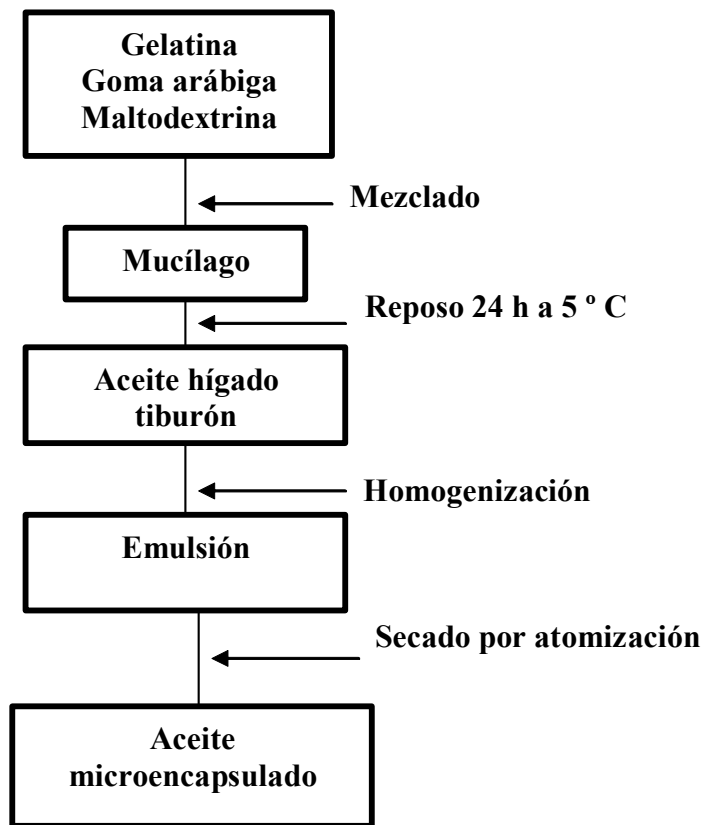 Gelatina
Goma arábiga
Maltodextrina
Mezclado
Mucílago
Reposo 24 h a 5 º C
Aceite hígado
tiburón
Homogenización
Emulsión
Secado por atomización
Aceite
microencapsulado